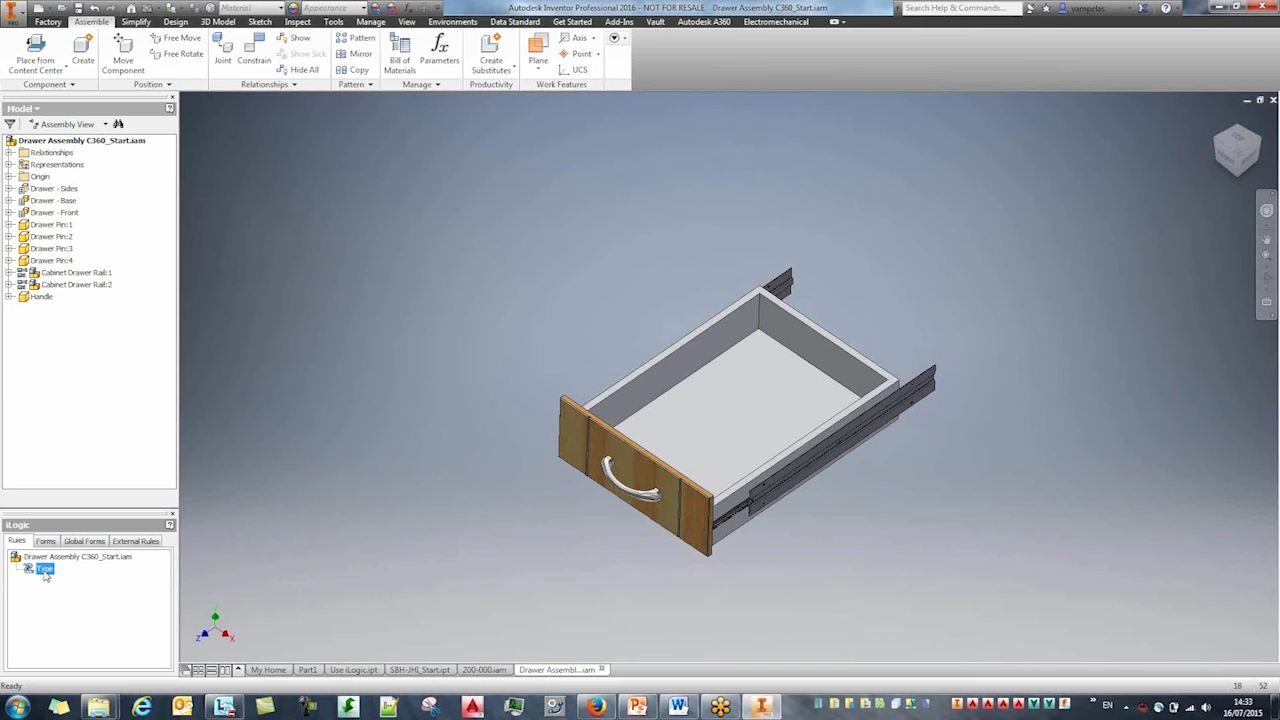 Material
Appearance
Autodesk Inventor Professional 2016 - NOT FOR RESALE Drawer Assembly C360_Start.iam
Search Help & Commands...
vampelas
Factory Assemble Simplify Design 3D Model Sketch Inspect Tools Manage View Environments Data Standard Get Started Add-Ins Vault Autodesk A360 Electromechanical
Place from Content Center
Create
Move Component
Free Move
Free Rotate
Joint
Constrain
Show
Show Sick
Hide All
Pattern
Mirror
Copy
Bill of Materials
Parameters
Create Substitutes
Plane
Axis
Point
UCS
Component Position Relationships Pattern Manage Productivity Work Features
Model
Assembly View
Drawer Assembly C360_Start.iam
Relationships
Representations
Origin
Drawer - Sides
Drawer - Base
Drawer - Front
Drawer Pin:1
Drawer Pin:2
Drawer Pin:3
Drawer Pin:4
Cabinet Drawer Rail:1
Cabinet Drawer Rail:2
Handle
TOP
iLogic
Rules Forms Global Forms External Rules
Drawer Assembly C360_Start.iam
Type
Y
Z
X
My Home Part1 Use iLogic.ipt SBH-JHI_Start.ipt 200-000.iam Drawer Assembl...iam
Ready
18 52
EN
14:33
16/07/2015